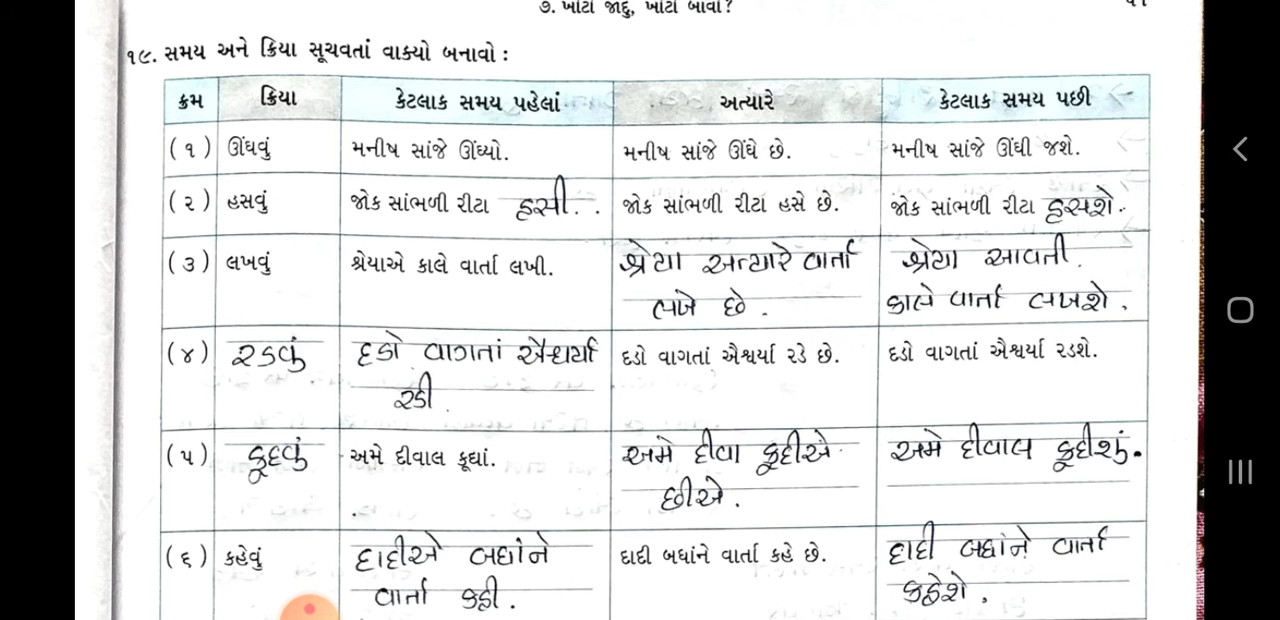 ૭. ખોટો જાદુ, ખોટો બાવો?
૧૯. સમય અને ક્રિયા સૂચવતાં વાક્યો બનાવો :
ક્રમ ક્રિયા કેટલાક સમય પહેલાં અત્યારે કેટલાક સમય પછી
(૧) ઊંઘવું મનીષ સાંજે ઊંઘ્યો. મનીષ સાંજે ઊંઘે છે. મનીષ સાંજે ઊંઘી જશે.
(૨) હસવું જોક સાંભળી રીટા હસી. જોક સાંભળી રીટા હસે છે. જોક સાંભળી રીટા હસશે.
(૩) લખવું શ્રેયાએ કાલે વાર્તા લખી. શ્રેયા અત્યારે વાર્તા શ્રેયા આવતી
લખે છે. કાલે વાર્તા લખશે.
(૪) રડવું દડો વાગતાં ઐશ્વર્યા દડો વાગતાં ઐશ્વર્યા રડે છે. દડો વાગતાં ઐશ્વર્યા રડશે.
રડી.
(૫) કૂદવું અમે દીવાલ કૂદ્યાં. અમે દીવા કૂદીએ અમે દીવાલ કૂદીશું.
છીએ.
(૬) કહેવું દાદીએ બધાંને દાદી બધાંને વાર્તા કહે છે. દાદી બધાંને વાર્તા
વાર્તા કહી. કહેશે.